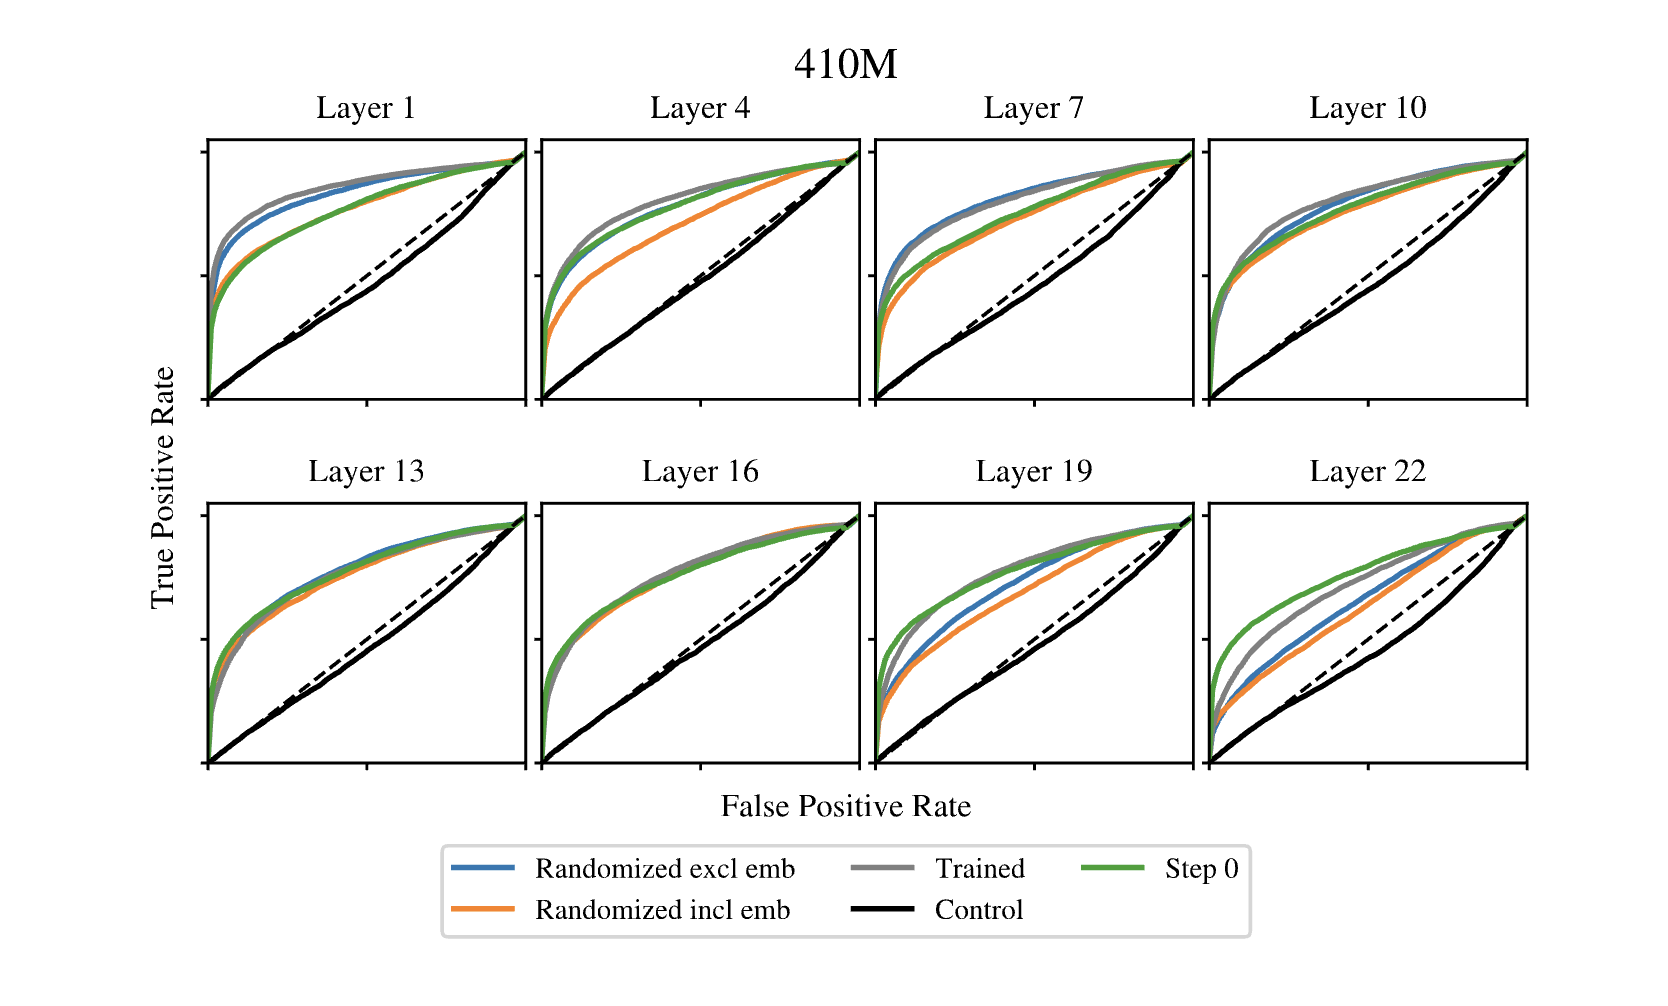 410M
Layer 1
Layer 4
Layer 7
Layer 10
True Positive Rate
Layer 13
Layer 16
Layer 19
Layer 22
False Positive Rate
Randomized excl emb
Randomized incl emb
Trained
Control
Step 0